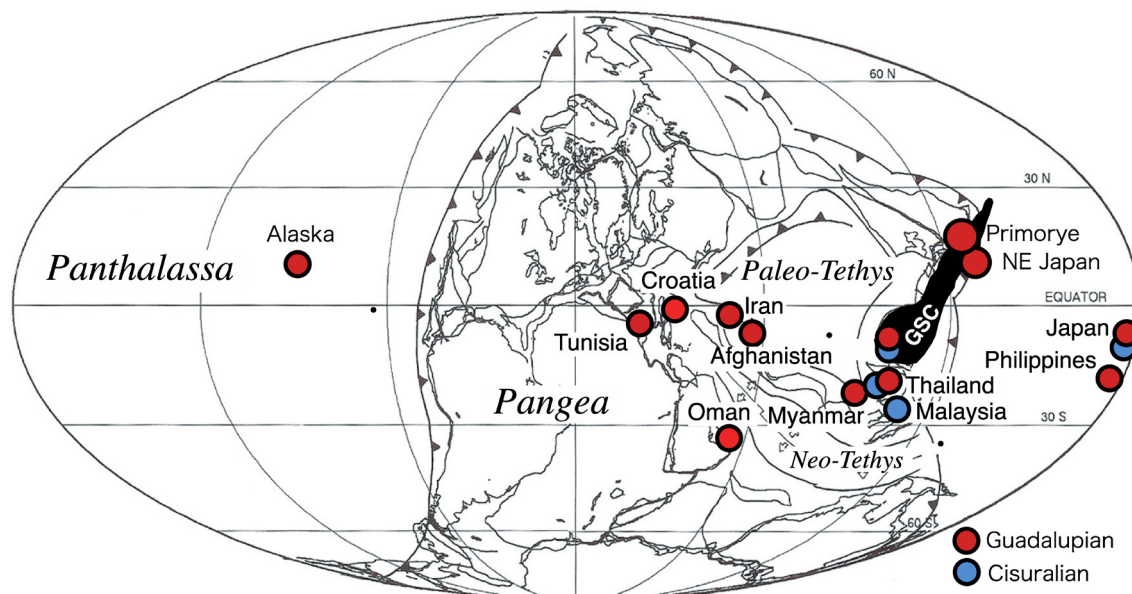 60 N
30 N
Alaska
Primorye
Panthalassa
NE Japan
Paleo-Tethys
Croatia
EQUATOR
Iran
GSC
Japan
Tunisia
Afghanistan
Philippines
Pangea
Thailand
Oman
Myanmar
Malaysia
30 S
Neo-Tethys
60 S
Guadalupian
Cisuralian